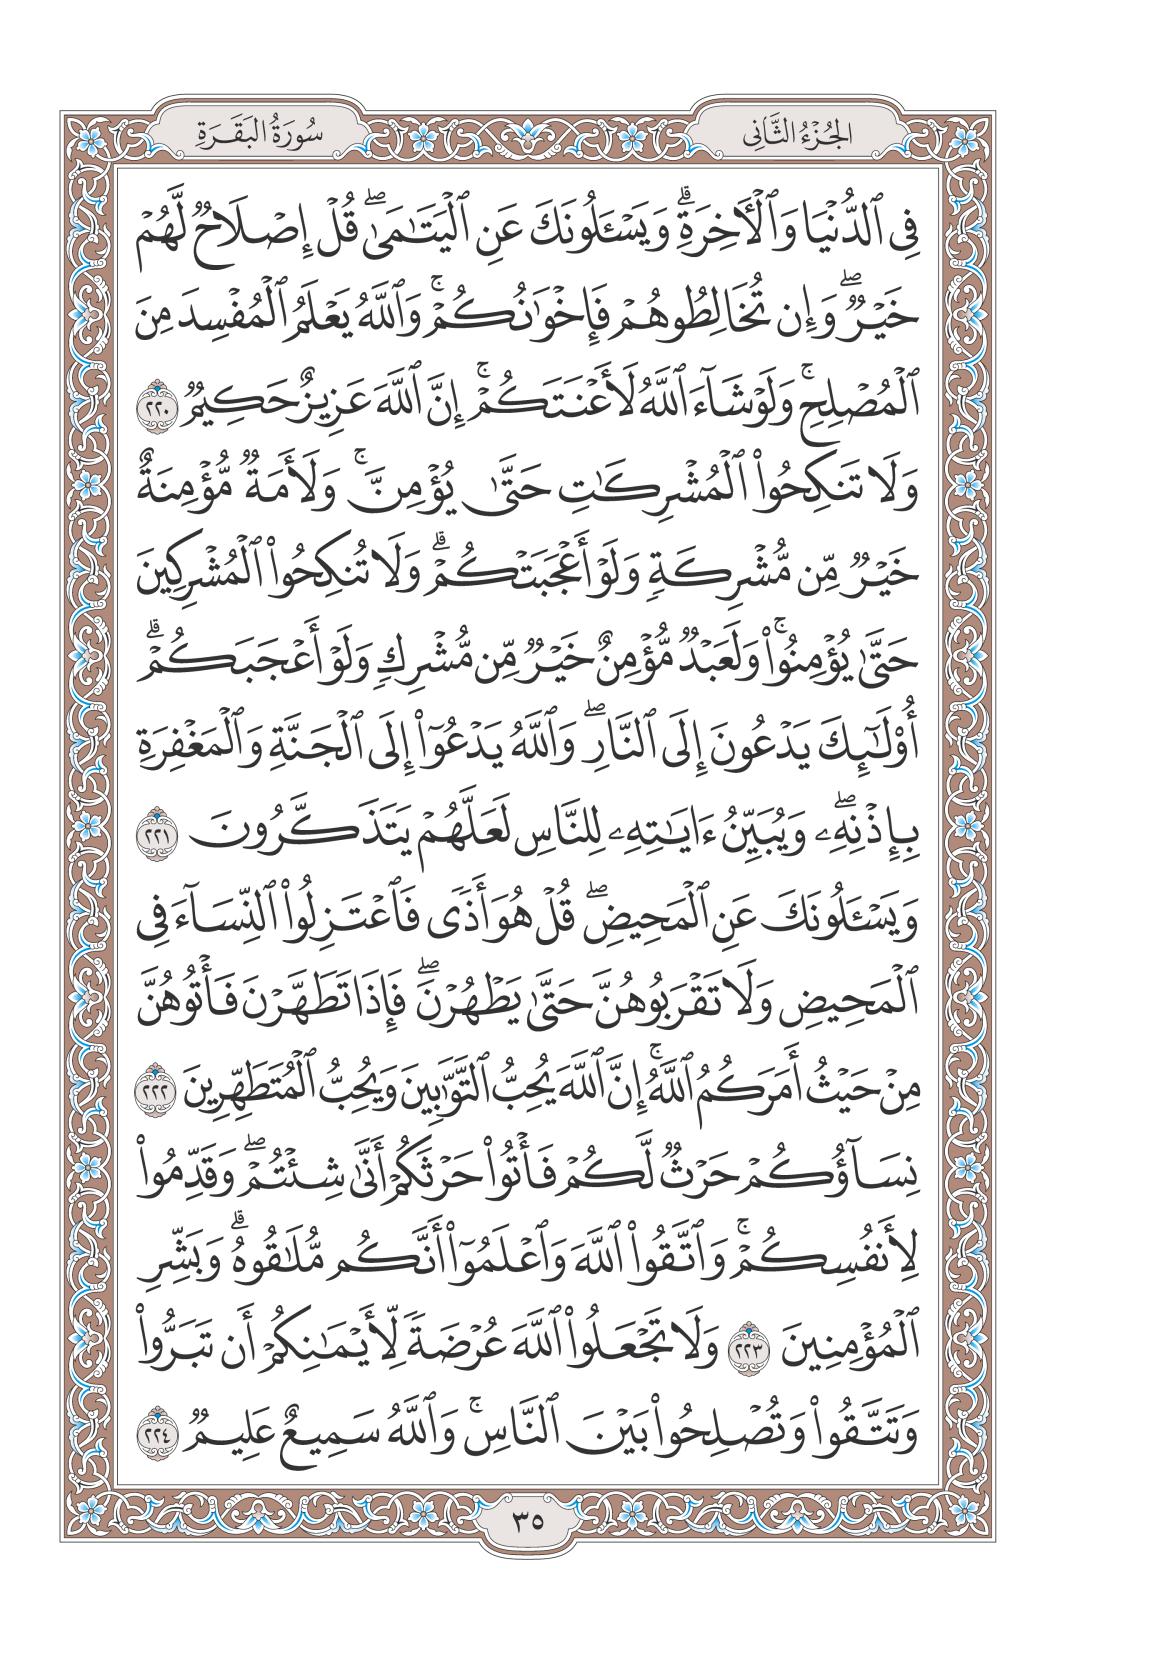 الجُزْءُ الثَّانِي
سُورَةُ البَقَرَةِ
فِي ٱلدُّنۡيَا وَٱلۡأٓخِرَةِۗ وَيَسۡـَٔلُونَكَ عَنِ ٱلۡيَتَٰمَىٰۖ قُلۡ إِصۡلَاحٞ لَّهُمۡ
خَيۡرٞۖ وَإِن تُخَالِطُوهُمۡ فَإِخۡوَٰنُكُمۡۚ وَٱللَّهُ يَعۡلَمُ ٱلۡمُفۡسِدَ مِنَ
ٱلۡمُصۡلِحِۚ وَلَوۡ شَآءَ ٱللَّهُ لَأَعۡنَتَكُمۡۚ إِنَّ ٱللَّهَ عَزِيزٌ حَكِيمٞ ٢٢٠
وَلَا تَنكِحُواْ ٱلۡمُشۡرِكَٰتِ حَتَّىٰ يُؤۡمِنَّۚ وَلَأَمَةٞ مُّؤۡمِنَةٌ
خَيۡرٞ مِّن مُّشۡرِكَةٖ وَلَوۡ أَعۡجَبَتۡكُمۡۗ وَلَا تُنكِحُواْ ٱلۡمُشۡرِكِينَ
حَتَّىٰ يُؤۡمِنُواْۚ وَلَعَبۡدٞ مُّؤۡمِنٌ خَيۡرٞ مِّن مُّشۡرِكٖ وَلَوۡ أَعۡجَبَكُمۡۗ
أُوْلَٰٓئِكَ يَدۡعُونَ إِلَى ٱلنَّارِۖ وَٱللَّهُ يَدۡعُوٓاْ إِلَى ٱلۡجَنَّةِ وَٱلۡمَغۡفِرَةِ
بِإِذۡنِهِۦۖ وَيُبَيِّنُ ءَايَٰتِهِۦ لِلنَّاسِ لَعَلَّهُمۡ يَتَذَكَّرُونَ ٢٢١
وَيَسۡـَٔلُونَكَ عَنِ ٱلۡمَحِيضِۖ قُلۡ هُوَ أَذٗى فَٱعۡتَزِلُواْ ٱلنِّسَآءَ فِي
ٱلۡمَحِيضِ وَلَا تَقۡرَبُوهُنَّ حَتَّىٰ يَطۡهُرۡنَۖ فَإِذَا تَطَهَّرۡنَ فَأۡتُوهُنَّ
مِنۡ حَيۡثُ أَمَرَكُمُ ٱللَّهُۚ إِنَّ ٱللَّهَ يُحِبُّ ٱلتَّوَّٰبِينَ وَيُحِبُّ ٱلۡمُتَطَهِّرِينَ ٢٢٢
نِسَآؤُكُمۡ حَرۡثٞ لَّكُمۡ فَأۡتُواْ حَرۡثَكُمۡ أَنَّىٰ شِئۡتُمۡۖ وَقَدِّمُواْ
لِأَنفُسِكُمۡۚ وَٱتَّقُواْ ٱللَّهَ وَٱعۡلَمُوٓاْ أَنَّكُم مُّلَٰقُوهُۗ وَبَشِّرِ
ٱلۡمُؤۡمِنِينَ ٢٢٣ وَلَا تَجۡعَلُواْ ٱللَّهَ عُرۡضَةٗ لِّأَيۡمَٰنِكُمۡ أَن تَبَرُّواْ
وَتَتَّقُواْ وَتُصۡلِحُواْ بَيۡنَ ٱلنَّاسِۚ وَٱللَّهُ سَمِيعٌ عَلِيمٞ ٢٢٤
٣٥